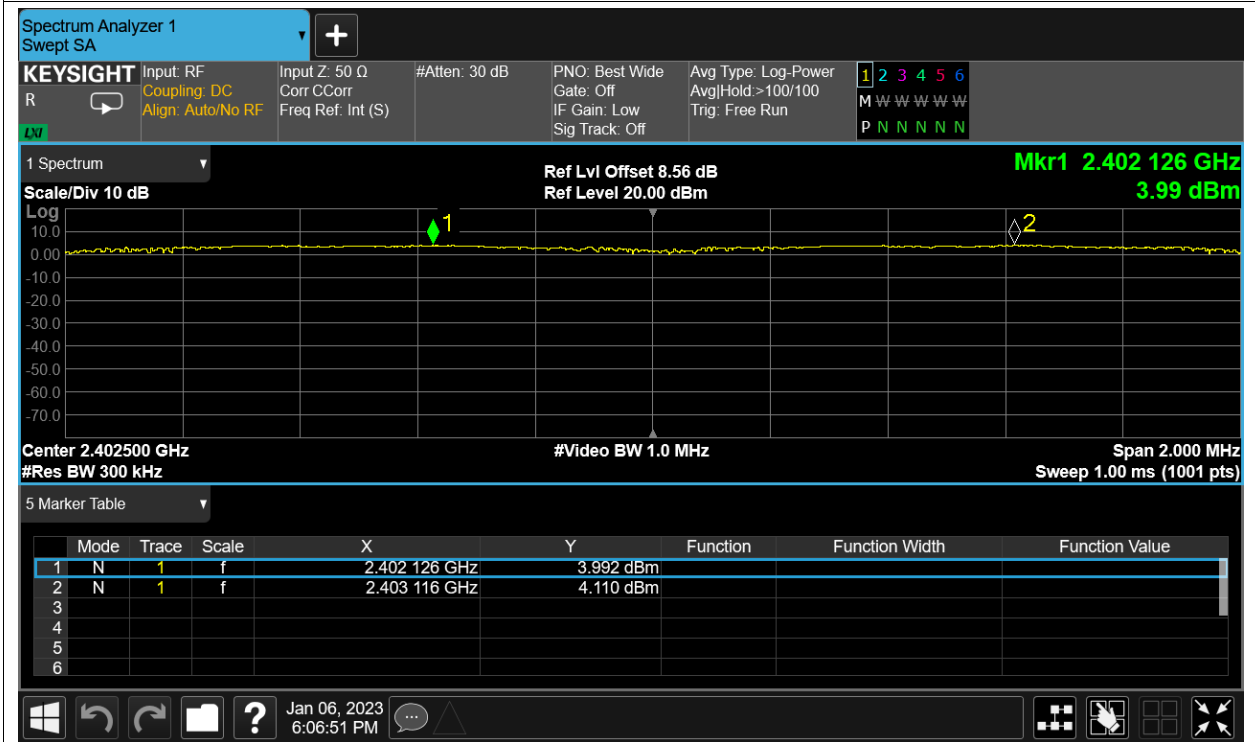 Spectrum Analyzer 1
Swept SA
+
KEYSIGHT Input: RF Input Z: 50 Ω #Atten: 30 dB PNO: Best Wide Avg Type: Log-Power 1 2 3 4 5 6
R Coupling: DC Corr CCorr Gate: Off Avg|Hold:>100/100 M W W W W W
Align: Auto/No RF Freq Ref: Int (S) IF Gain: Low Trig: Free Run
LXI Sig Track: Off P N N N N N
1 Spectrum Ref Lvl Offset 8.56 dB Mkr1 2.402 126 GHz
Scale/Div 10 dB Ref Level 20.00 dBm 3.99 dBm
Log
1 2
10.0
0.00
-10.0
-20.0
-30.0
-40.0
-50.0
-60.0
-70.0
Center 2.402500 GHz #Video BW 1.0 MHz Span 2.000 MHz
#Res BW 300 kHz Sweep 1.00 ms (1001 pts)
5 Marker Table
Mode Trace Scale X Y Function Function Width Function Value
1 N 1 f 2.402 126 GHz 3.992 dBm
2 N 1 f 2.403 116 GHz 4.110 dBm
3
4
5
6
? Jan 06, 2023
6:06:51 PM